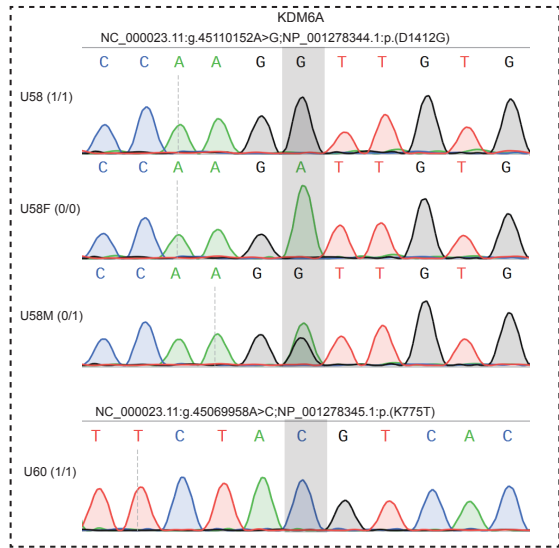 KDM6A
NC_000023.11:g.45110152A>G;NP_001278344.1:p.(D1412G)
C C A A G G T T G T G
U58 (1/1)
C C A A G A T T G T G
U58F (0/0)
C C A A G G T T G T G
U58M (0/1)
NC_000023.11:g.45069958A>C;NP_001278345.1:p.(K775T)
T T C T A C G T C A C
U60 (1/1)